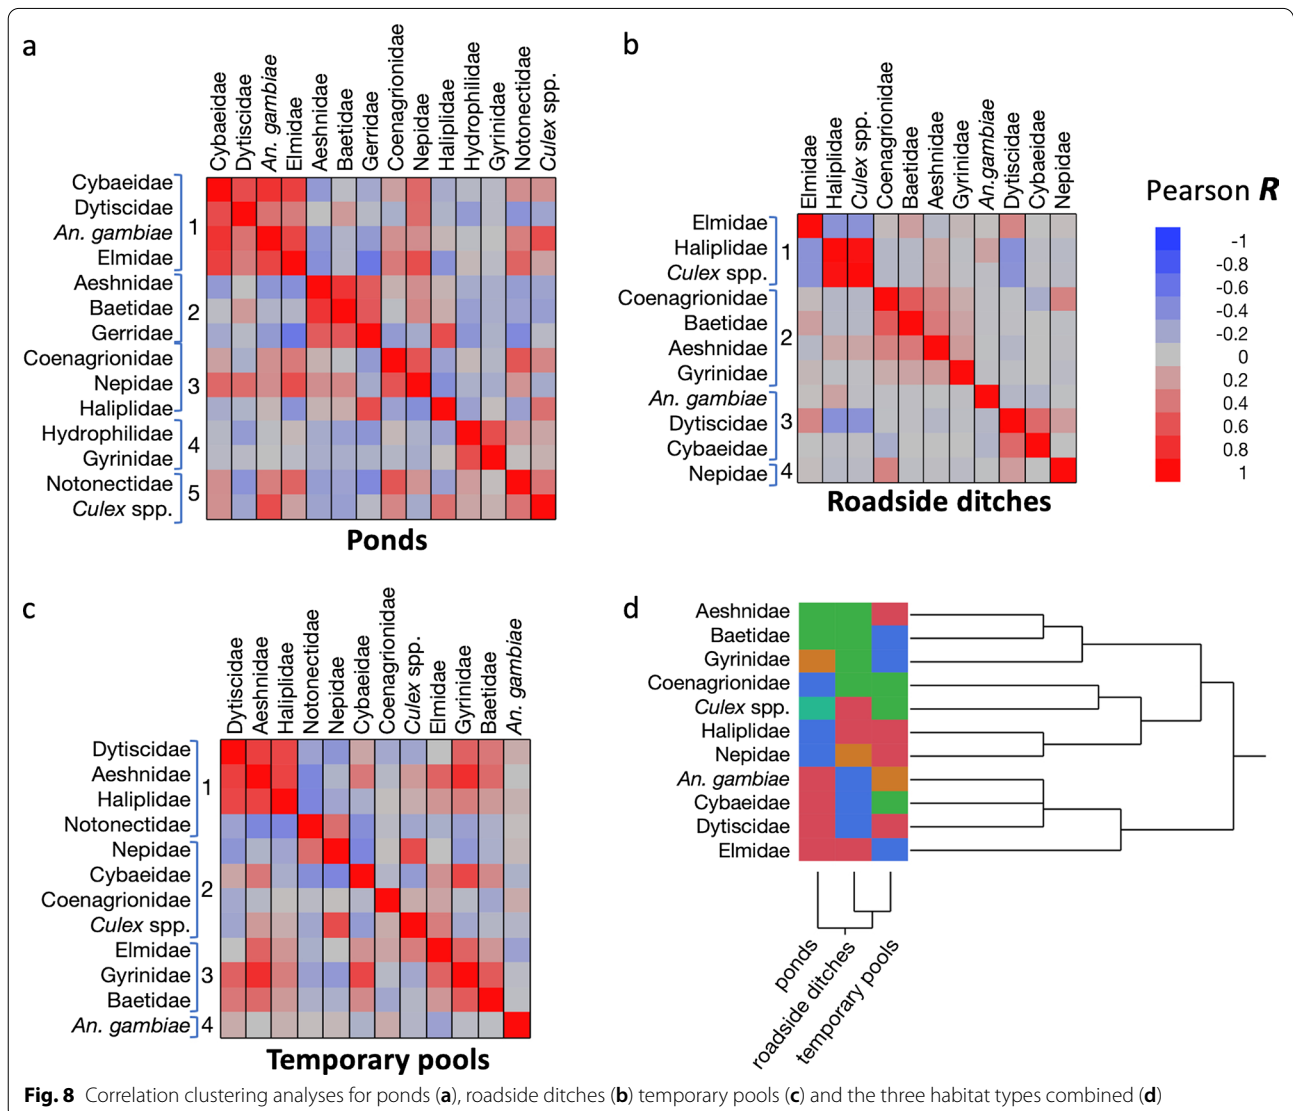 a
Cybaeidae
Dytiscidae
An. gambiae
Elmidae
Aeshnidae
Baetidae
Gerridae
Coenagrionidae
Nepidae
Haliplidae
Hydrophilidae
Gyrinidae
Notonectidae
Culex spp.
Cybaeidae
Dytiscidae
An. gambiae
Elmidae
1
Aeshnidae
Baetidae
Gerridae
2
Coenagrionidae
Nepidae
Haliplidae
3
Hydrophilidae
Gyrinidae
4
Notonectidae
Culex spp.
5
Ponds
b
Elmidae
Haliplidae
Culex spp.
Coenagrionidae
Baetidae
Aeshnidae
Gyrinidae
An.gambiae
Dytiscidae
Cybaeidae
Nepidae
Elmidae
Haliplidae
Culex spp.
1
Coenagrionidae
Baetidae
Aeshnidae
Gyrinidae
2
An. gambiae
Dytiscidae
Cybaeidae
3
Nepidae
4
Roadside ditches
Pearson R
-1
-0.8
-0.6
-0.4
-0.2
0
0.2
0.4
0.6
0.8
1
c
Dytiscidae
Aeshnidae
Haliplidae
Notonectidae
Nepidae
Cybaeidae
Coenagrionidae
Culex spp.
Elmidae
Gyrinidae
Baetidae
An. gambiae
Dytiscidae
Aeshnidae
Haliplidae
Notonectidae
1
Nepidae
Cybaeidae
Coenagrionidae
Culex spp.
2
Elmidae
Gyrinidae
Baetidae
3
An. gambiae
4
Temporary pools
d
Aeshnidae
Baetidae
Gyrinidae
Coenagrionidae
Culex spp.
Haliplidae
Nepidae
An. gambiae
Cybaeidae
Dytiscidae
Elmidae
ponds
roadside ditches
temporary pools
Fig. 8 Correlation clustering analyses for ponds (a), roadside ditches (b) temporary pools (c) and the three habitat types combined (d)